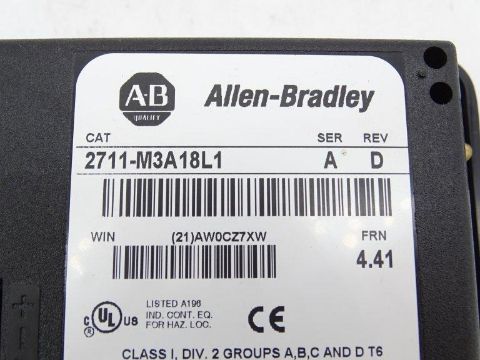 A·B
QUALITY
Allen-Bradley
CAT SER REV
2711-M3A18L1 A D
WIN (21)AW0CZ7XW FRN
4.41
c UL US LISTED A196
IND. CONT. EQ.
FOR HAZ. LOC.
CE
CLASS I, DIV. 2 GROUPS A,B,C AND D T6